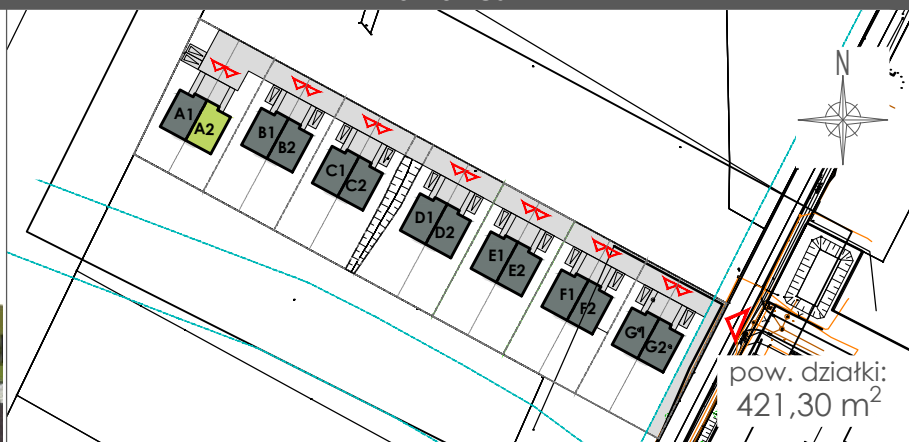 N
A1
A2
B1
B2
C1
C2
D1
D2
E1
E2
F1
F2
G1
G2
pow. działki:
421,30 m²